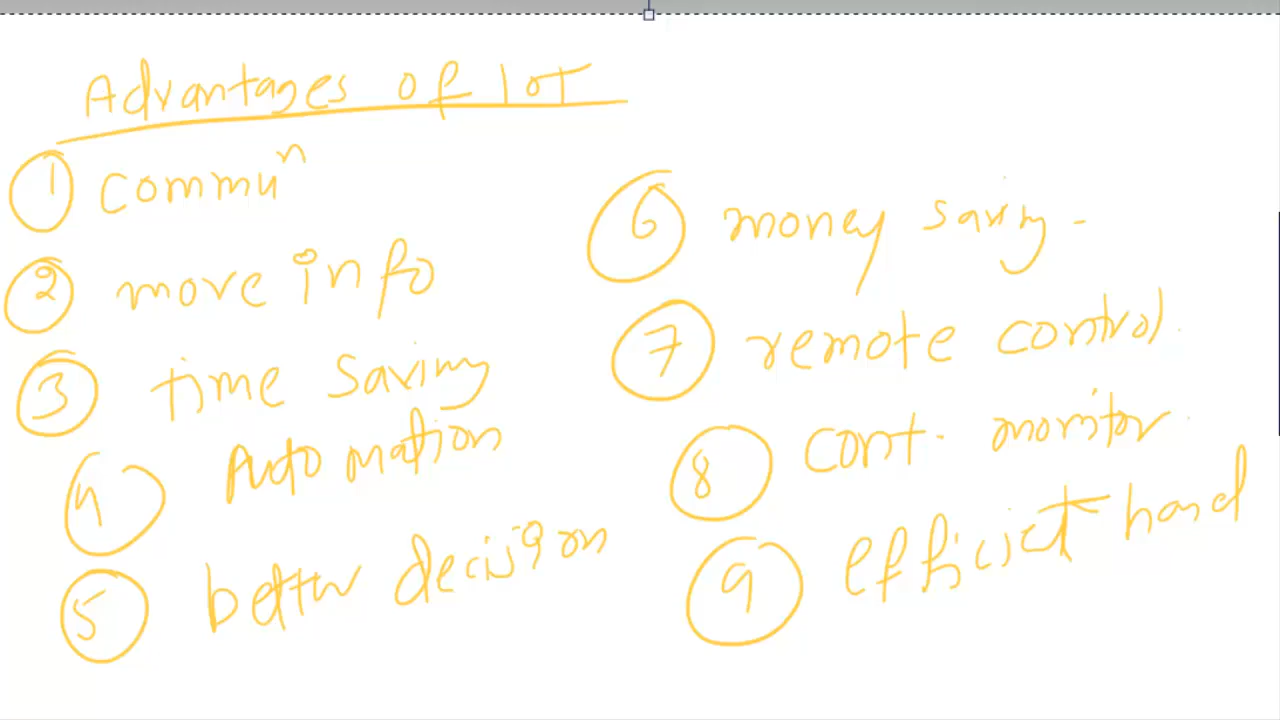 Advantages of IOT
1 commuⁿ
2 more info
3 time saving
4 Automation
5 better decision
6 money saving -
7 remote control.
8 cont. monitor
9 efficiet hand